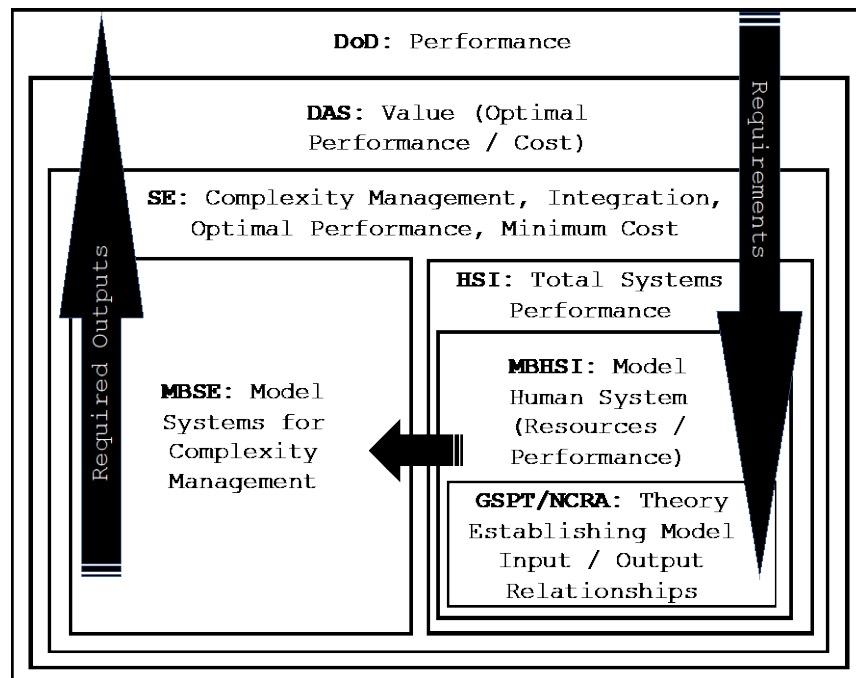 DoD: Performance
DAS: Value (Optimal
Performance / Cost)
SE: Complexity Management, Integration,
Optimal Performance, Minimum Cost
HSI: Total Systems
Performance
MBHSI: Model
Human System
(Resources /
Performance)
GSPT/NCRA: Theory
Establishing Model
Input / Output
Relationships
MBSE: Model
Systems for
Complexity
Management
Required Outputs
Requirements